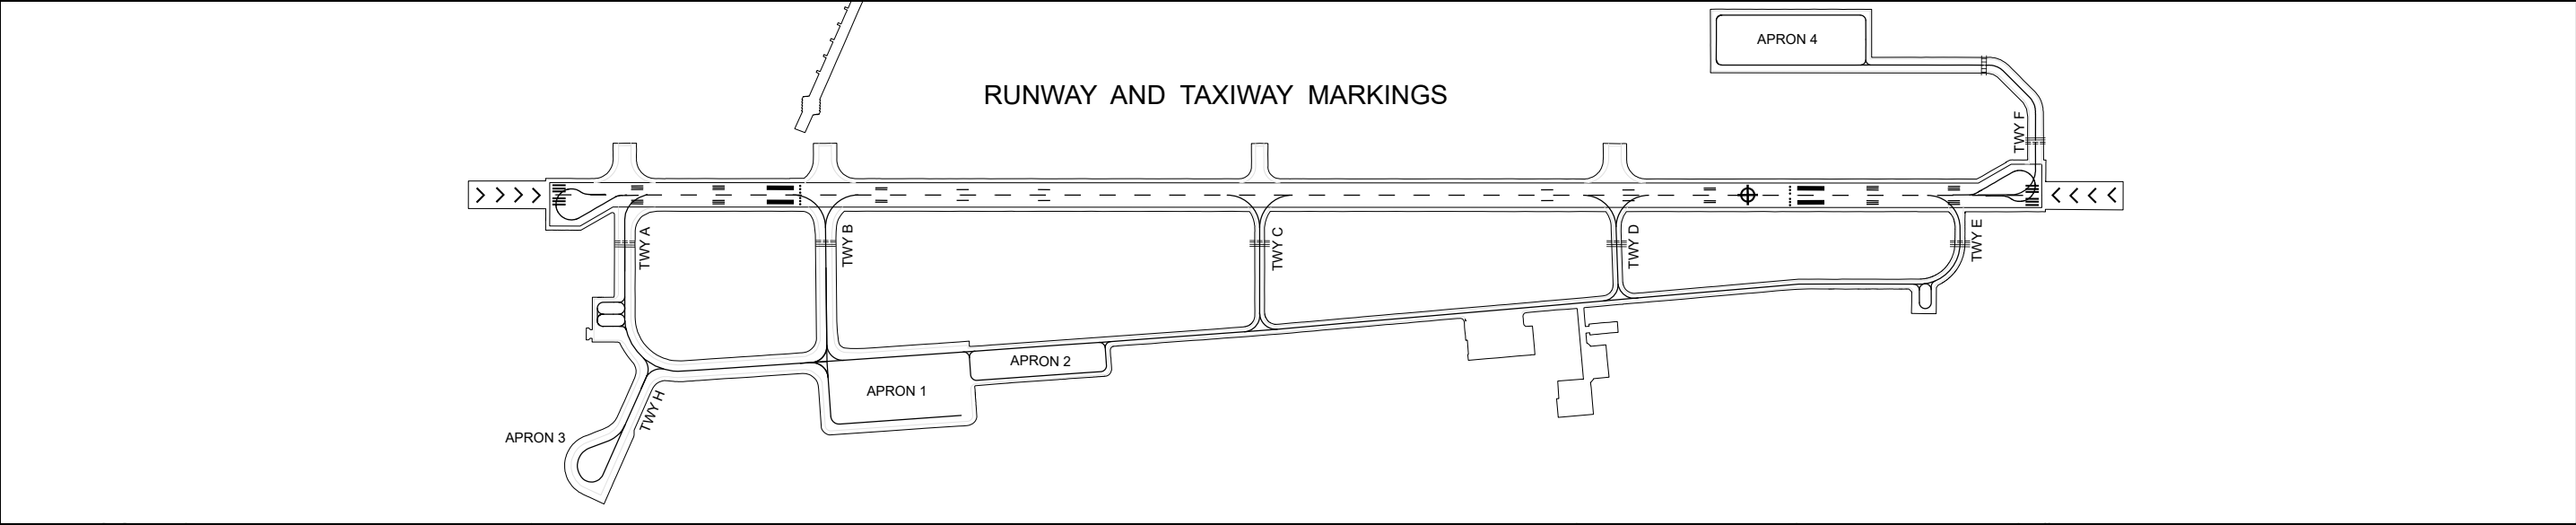 APRON 4
RUNWAY AND TAXIWAY MARKINGS
TWY F
TWY A
TWY B
TWY C
TWY D
TWY E
APRON 2
APRON 1
TWY H
APRON 3